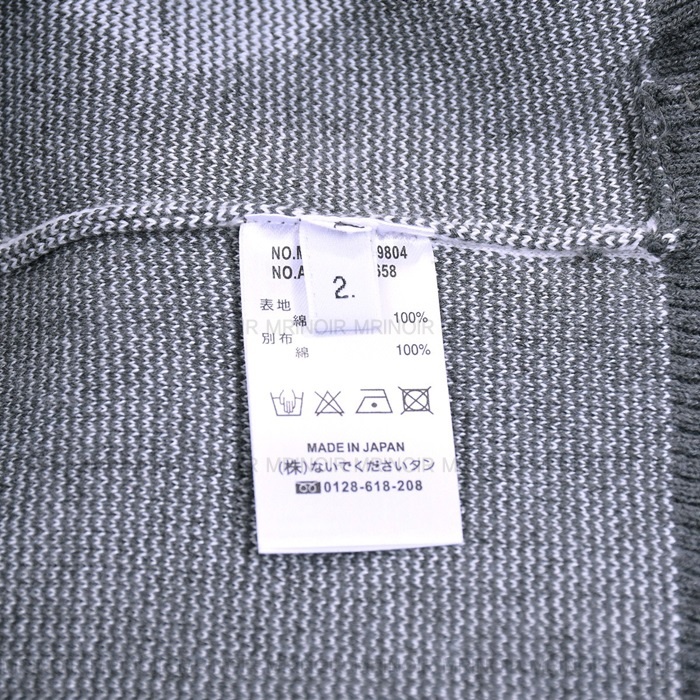 NO.M 9804
NO.A 658
2.
表地
綿 100%
MRINOIR MRINOIR
別布
綿 100%
MADE IN JAPAN
(株)ないでくださいタン
0128-618-208